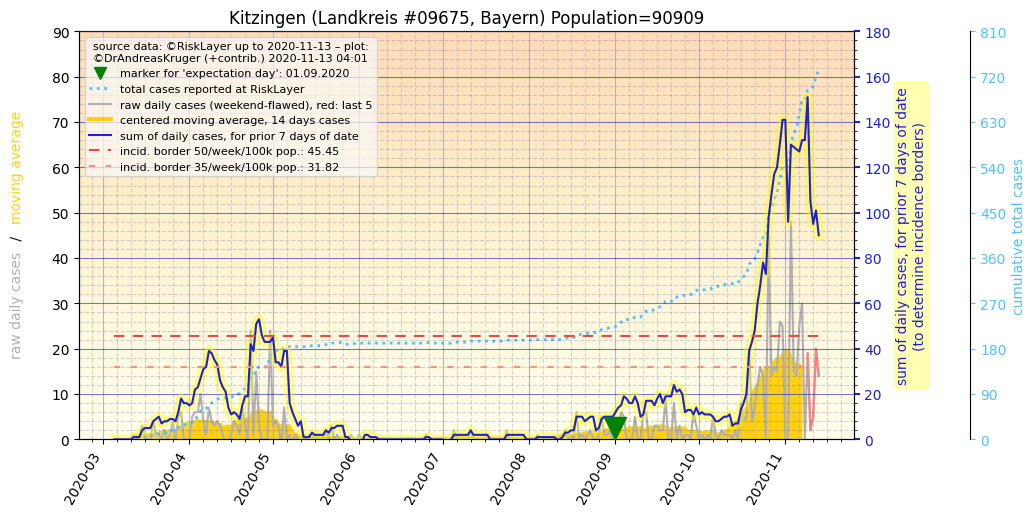 Kitzingen (Landkreis #09675, Bayern) Population=90909
source data: ©RiskLayer up to 2020-11-13 – plot:
©DrAndreasKruger (+contrib.) 2020-11-13 04:01
marker for 'expectation day': 01.09.2020
total cases reported at RiskLayer
raw daily cases (weekend-flawed), red: last 5
centered moving average, 14 days cases
sum of daily cases, for prior 7 days of date
incid. border 50/week/100k pop.: 45.45
incid. border 35/week/100k pop.: 31.82
raw daily cases / moving average
90
80
70
60
50
40
30
20
10
0
180
160
140
120
100
80
60
40
20
0
sum of daily cases, for prior 7 days of date
(to determine incidence borders)
810
720
630
540
450
360
270
180
90
0
cumulative total cases
2020-03
2020-04
2020-05
2020-06
2020-07
2020-08
2020-09
2020-10
2020-11